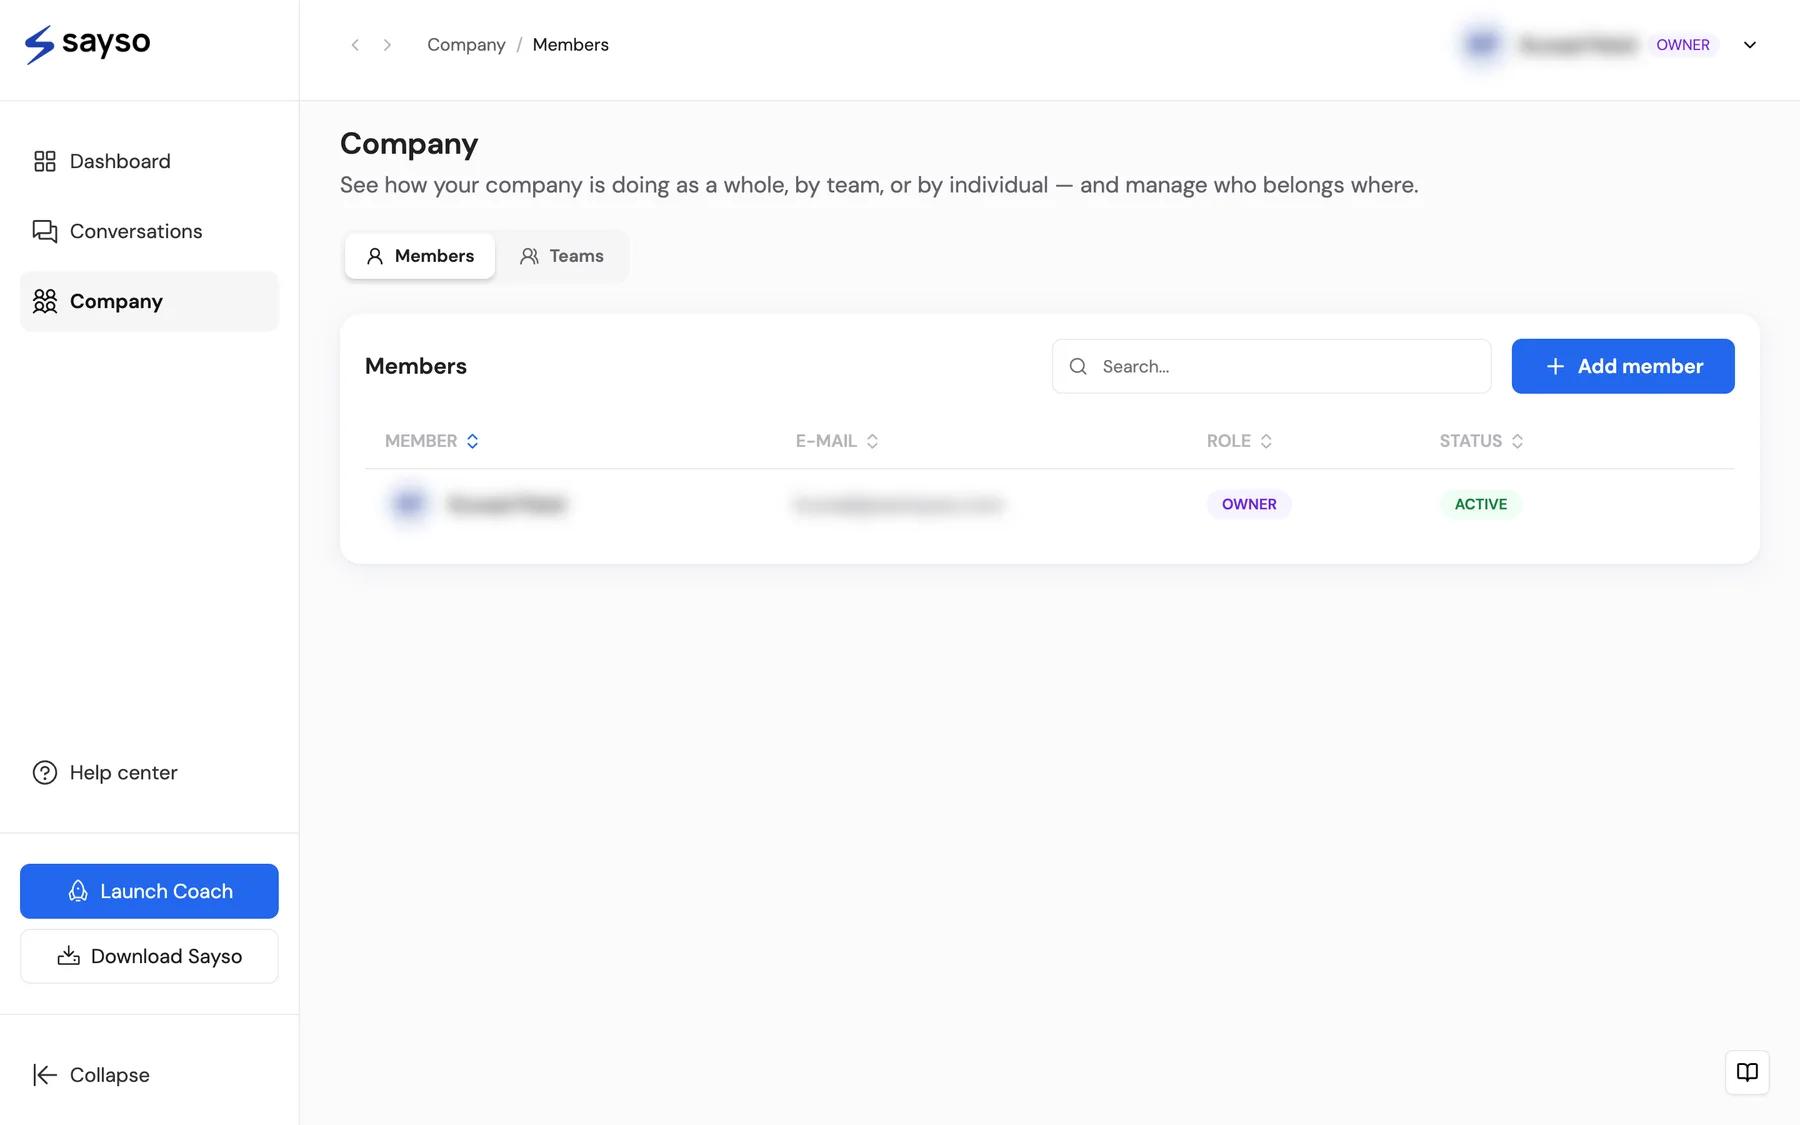 sayso
Company / Members
OWNER
Dashboard
Conversations
Company
Company
See how your company is doing as a whole, by team, or by individual — and manage who belongs where.
Members
Teams
Members
Search...
Add member
MEMBER
E-MAIL
ROLE
STATUS
OWNER
ACTIVE
Help center
Launch Coach
Download Sayso
Collapse